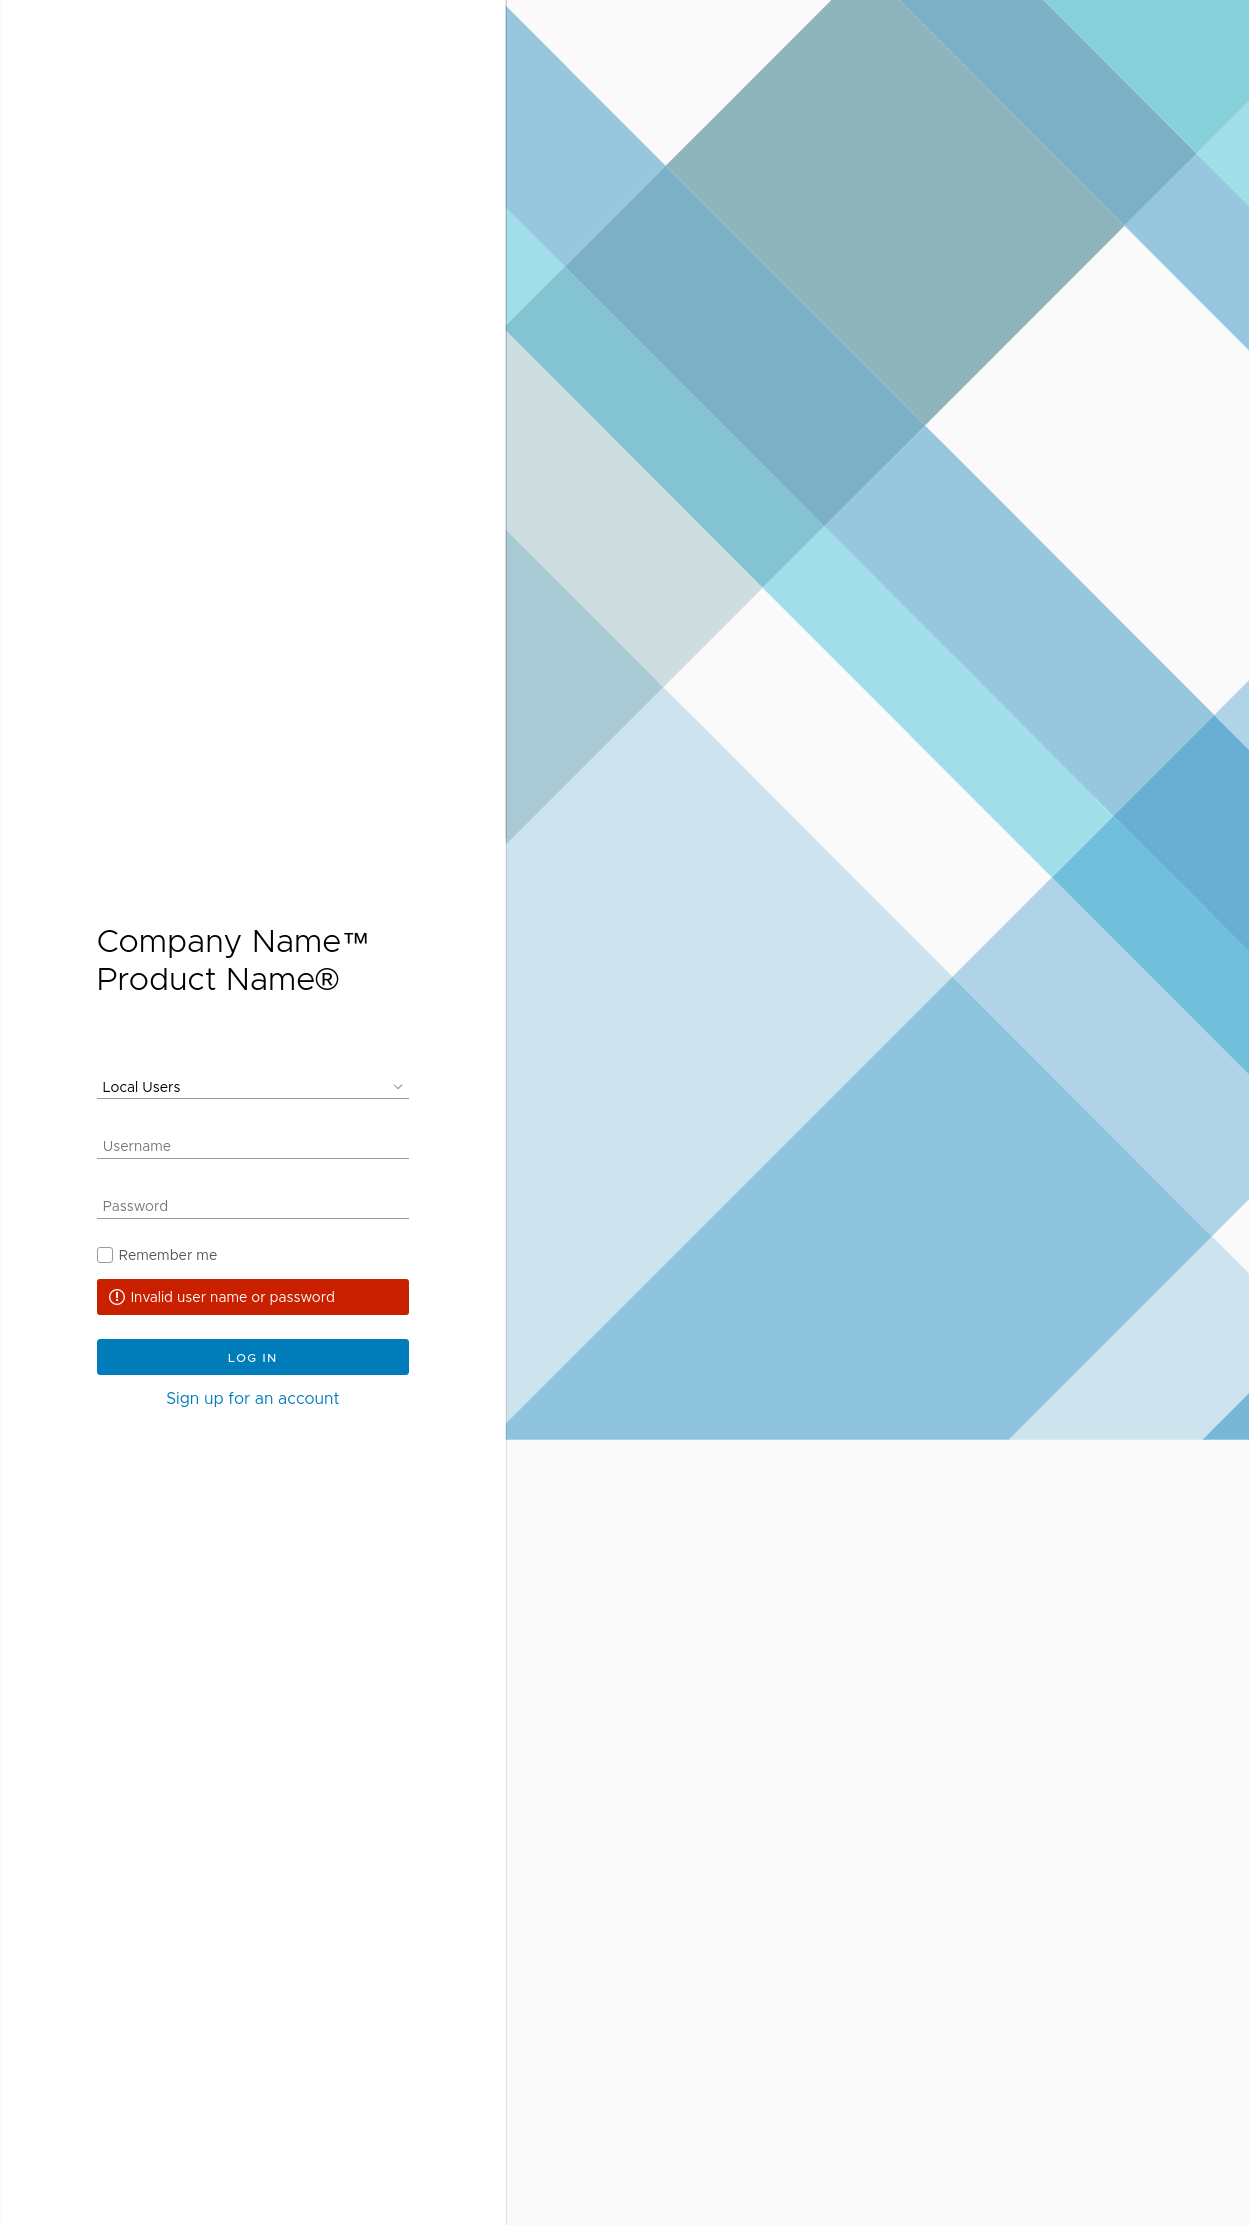 Company Name™
Product Name®
Local Users
Username
Password
Remember me
Invalid user name or password
LOG IN
Sign up for an account